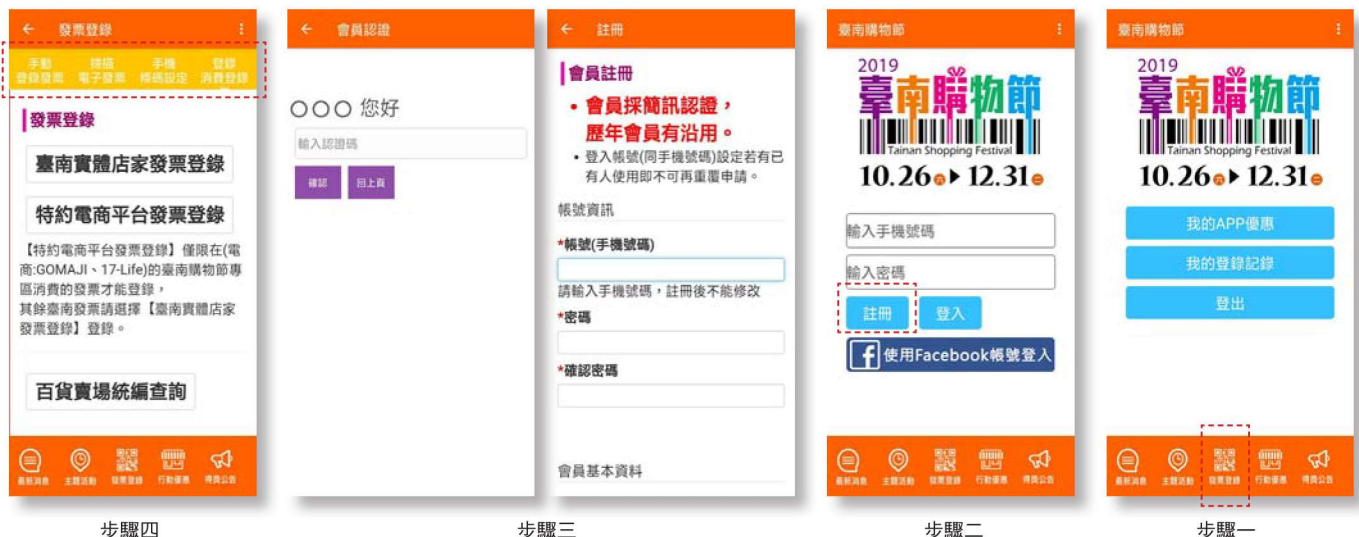 發票登錄
手動
登錄發票
掃描
電子發票
手機
條碼設定
登錄
消費登錄
發票登錄
臺南實體店家發票登錄
特約電商平台發票登錄
【特約電商平台發票登錄】僅限在(電
商:GOMAJI、17-Life)的臺南購物節專
區消費的發票才能登錄，
其餘臺南發票請選擇【臺南實體店家
發票登錄】登錄。
百貨賣場統編查詢
最新消息
主題活動
發票登錄
行動優惠
得獎公告
步驟四
會員認證
○○○ 您好
輸入認證碼
確認
回上頁
註冊
會員註冊
• 會員採簡訊認證，
歷年會員有沿用。
• 登入帳號(同手機號碼)設定若有已
有人使用即不可再重覆申請。
帳號資訊
*帳號(手機號碼)
請輸入手機號碼，註冊後不能修改
*密碼
*確認密碼
會員基本資料
步驟三
臺南購物節
2019
臺南購物節
Tainan Shopping Festival
10.26六▶12.31二
輸入手機號碼
輸入密碼
註冊
登入
使用Facebook帳號登入
最新消息
主題活動
發票登錄
行動優惠
得獎公告
步驟二
臺南購物節
2019
臺南購物節
Tainan Shopping Festival
10.26六▶12.31二
我的APP優惠
我的登錄記錄
登出
最新消息
主題活動
發票登錄
行動優惠
得獎公告
步驟一